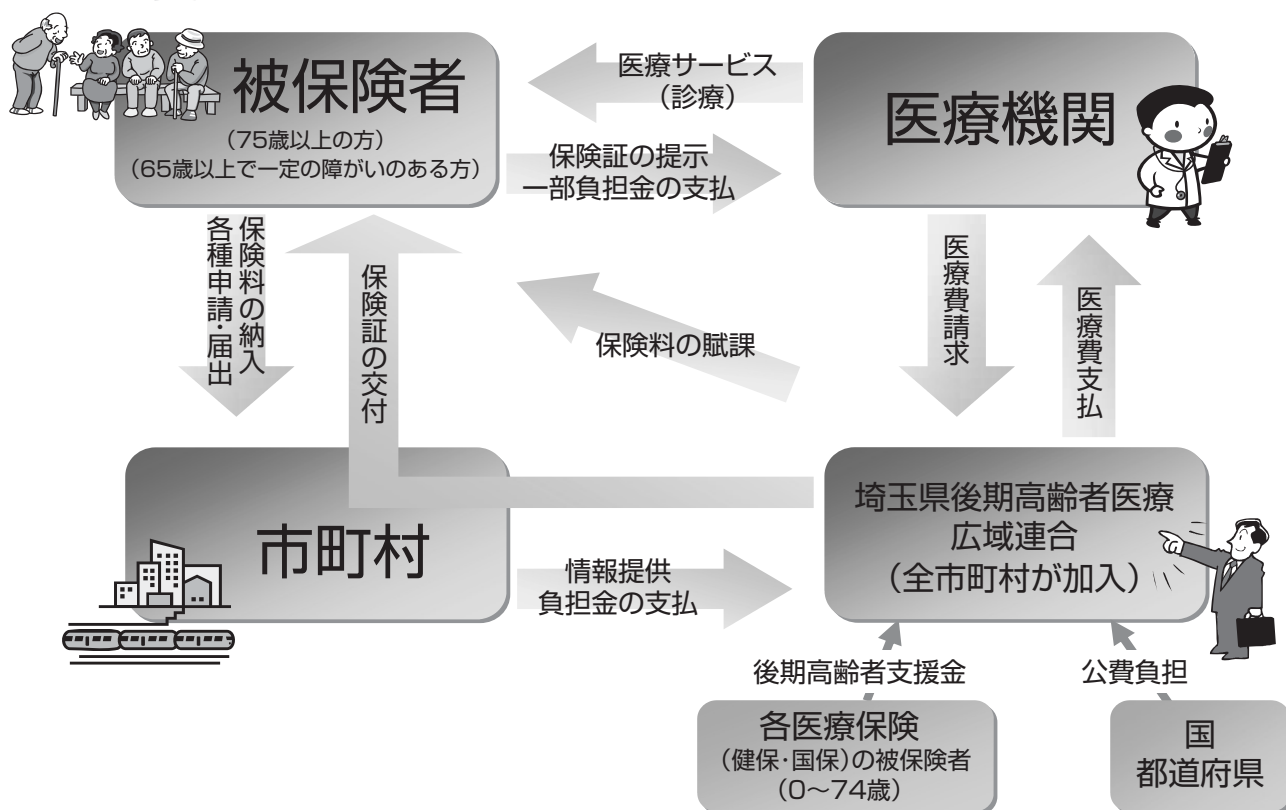 被保険者
(75歳以上の方)
(65歳以上で一定の障がいのある方)
医療サービス
(診療)
保険証の提示
一部負担金の支払
医療機関
保険料の納入
各種申請・届出
保険証の交付
保険料の賦課
医療費請求
医療費支払
市町村
情報提供
負担金の支払
埼玉県後期高齢者医療
広域連合
(全市町村が加入)
後期高齢者支援金
公費負担
各医療保険
(健保・国保)の被保険者
(0〜74歳)
国
都道府県